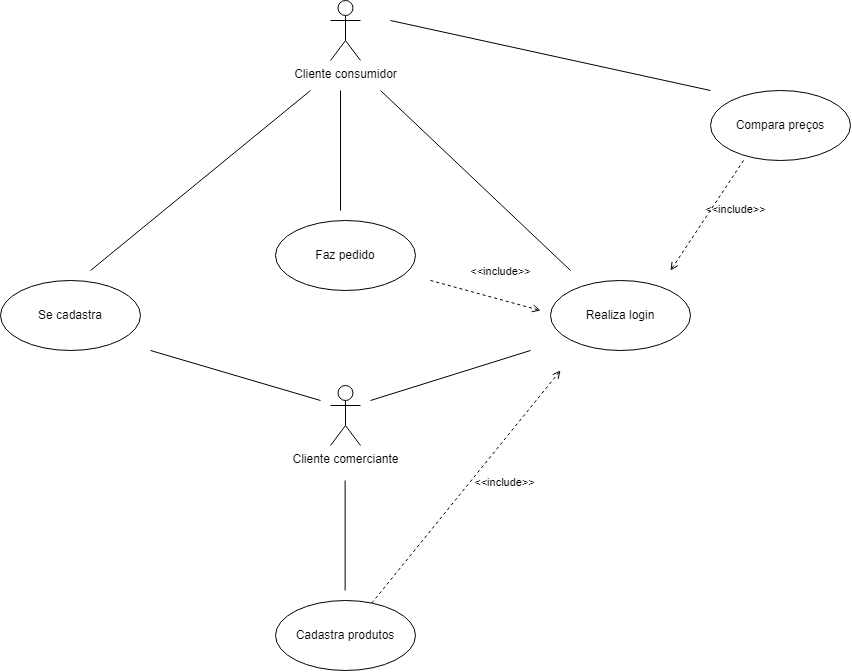 Cliente consumidor
Compara preços
<<include>>
Faz pedido
<<include>>
Se cadastra
Realiza login
Cliente comerciante
<<include>>
Cadastra produtos